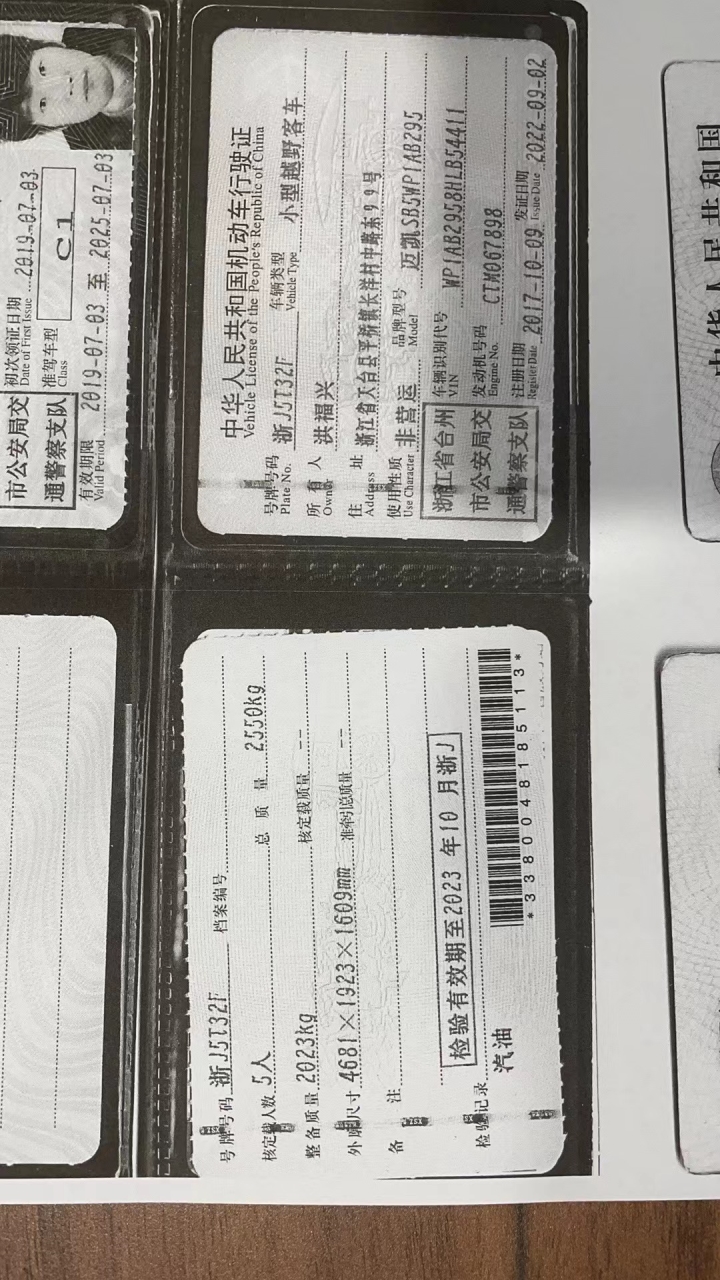 初次领证日期 2019-07-03
Date of First Issue
准驾车型 C1
Class
市公安局交
通警察支队
有效期限 2019-07-03 至 2025-07-03
Valid Period
中华人民共和国机动车行驶证
Vehicle License of the People's Republic of China
号牌号码 浙J5T32F 车辆类型 小型越野客车
Plate No. Vehicle Type
所有人 洪福兴
Owner
住址 浙江省天台县平桥镇长洋村中路东99号
Address
使用性质 非营运 品牌型号 迈凯SB5WP1AB295
Use Character Model
浙江省台州
市公安局交
通警察支队
车辆识别代号 WP1AB2958HLB54411
VIN
发动机号码 CTM067898
Engine No.
注册日期 2017-10-09 发证日期 2022-09-02
Register Date Issue Date
号牌号码 浙J5T32F 档案编号
核定载人数 5人 总质量 2550kg
整备质量 2023kg 核定载质量 --
外廓尺寸 4681×1923×1609mm 准牵引总质量 --
备注
检验记录 检验有效期至2023年10月浙J
汽油
*3380048185113*
中华人民共和国